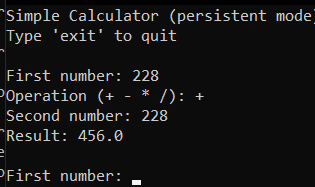 Simple Calculator (persistent mode)
Type 'exit' to quit
First number: 228
Operation (+ - * /): +
Second number: 228
Result: 456.0
First number: